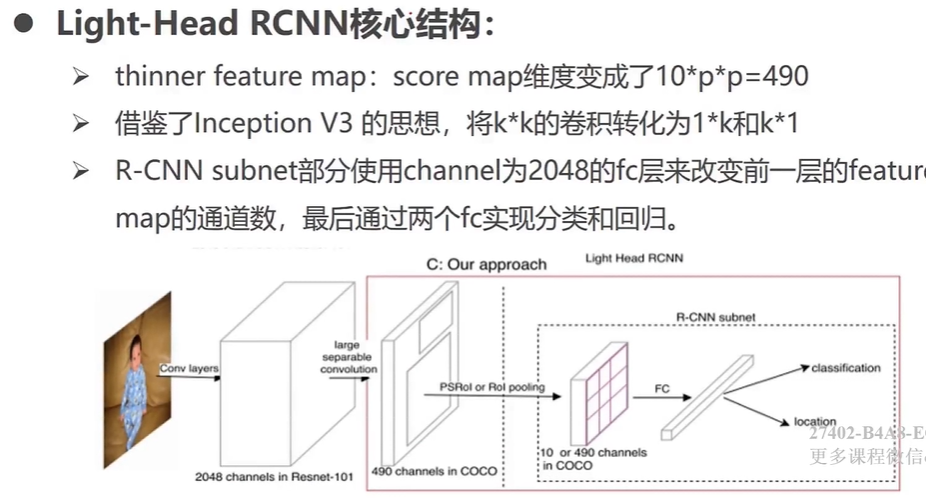 ● Light-Head RCNN核心结构：
➢ thinner feature map：score map维度变成了10*p*p=490
➢ 借鉴了Inception V3 的思想，将k*k的卷积转化为1*k和k*1
➢ R-CNN subnet部分使用channel为2048的fc层来改变前一层的feature
map的通道数，最后通过两个fc实现分类和回归。
C: Our approach
Light Head RCNN
R-CNN subnet
large
separable
convolution
Conv layers
PSRoI or RoI pooling
FC
classification
location
10 or 490 channels
in COCO
2048 channels in Resnet-101
490 channels in COCO
27402-B4A8-E
更多课程微信